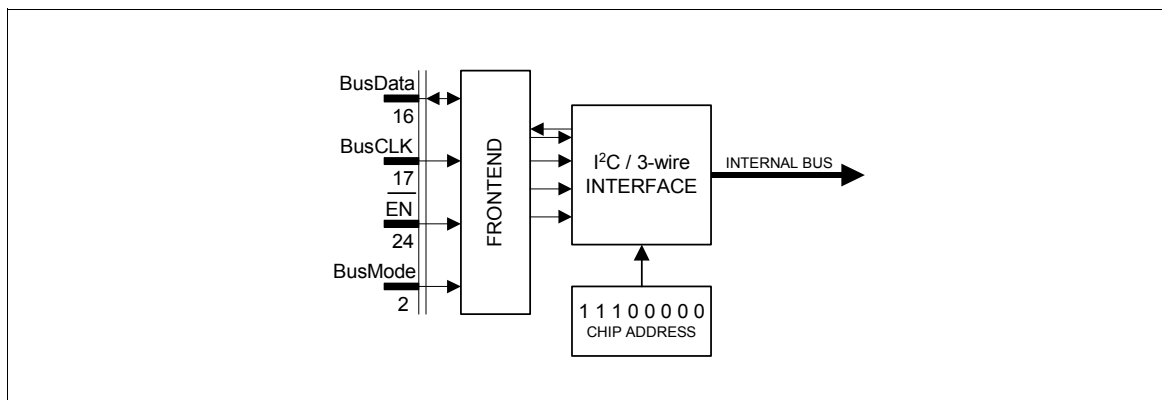 BusData
16
BusCLK
17
EN
24
BusMode
2
FRONTEND
I²C / 3-wire
INTERFACE
INTERNAL BUS
1 1 1 0 0 0 0 0
CHIP ADDRESS